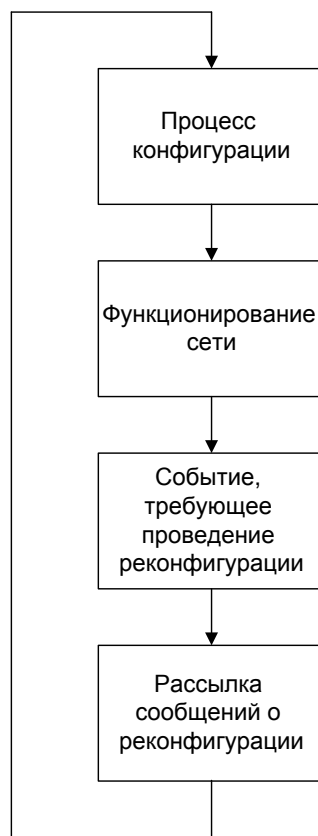 Процесс
конфигурации
Функционирование
сети
Событие,
требующее
проведение
реконфигурации
Рассылка
сообщений о
реконфигурации